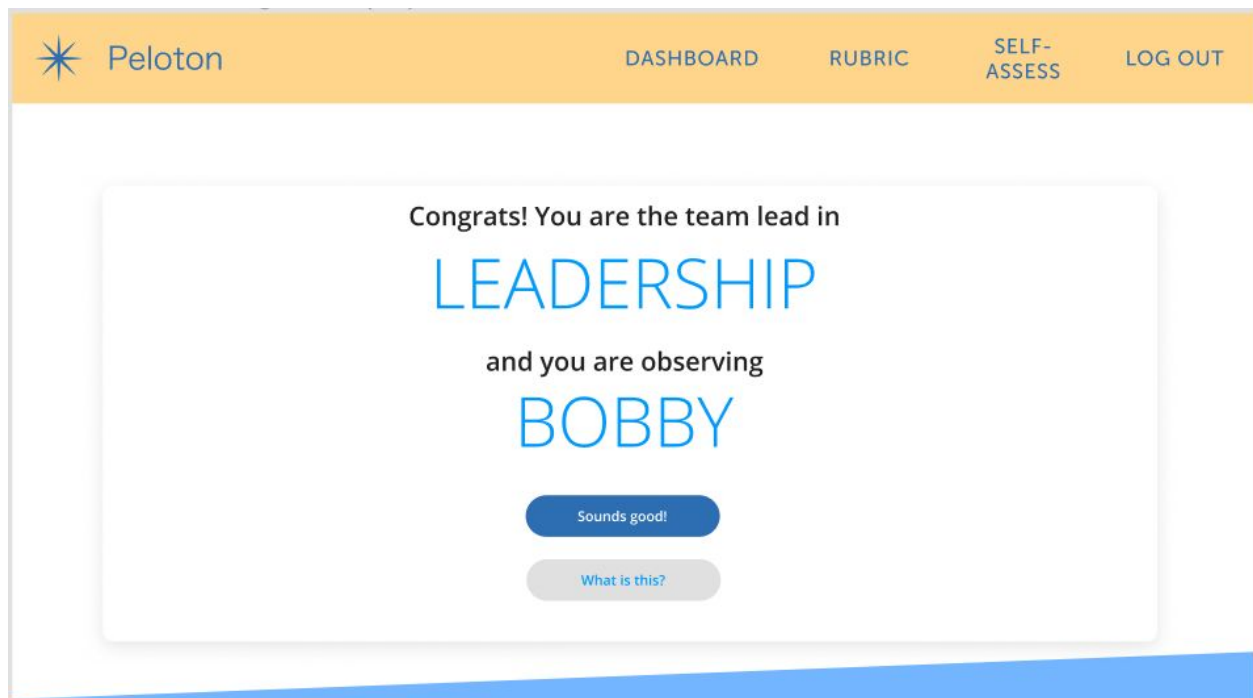 Peloton
DASHBOARD
RUBRIC
SELF-
ASSESS
LOG OUT
Congrats! You are the team lead in
LEADERSHIP
and you are observing
BOBBY
Sounds good!
What is this?